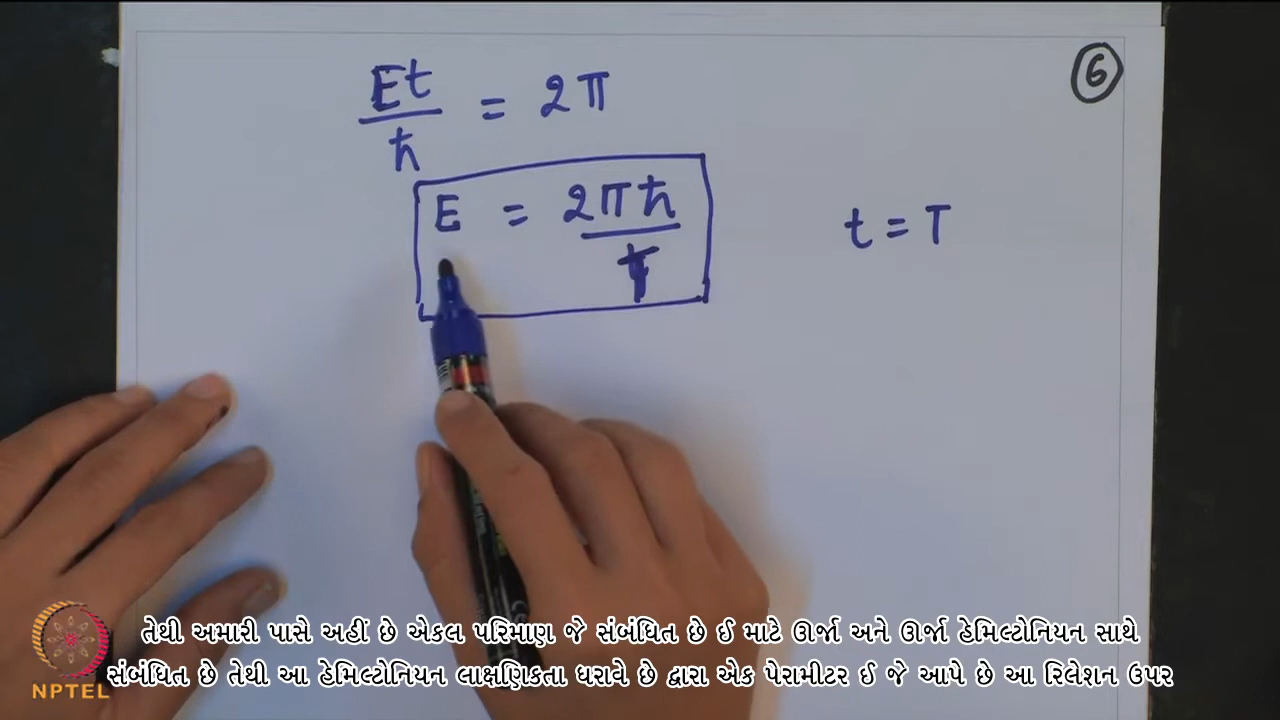 6
Et/ħ = 2π
E = 2πħ/T
t = T
તેથી અમારી પાસે અહીં છે એકલ પરિમાણ જે સંબંધિત છે ઈ માટે ઊર્જા અને ઊર્જા હેમિલ્ટોનિયન સાથે
સંબંધિત છે તેથી આ હેમિલ્ટોનિયન લાક્ષણિકતા ધરાવે છે દ્વારા એક પેરામીટર ઈ જે આપે છે આ રિલેશન ઉપર
NPTEL